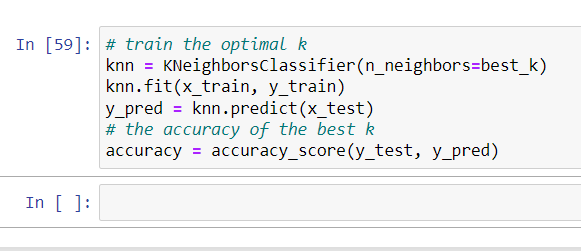 In [59]: # train the optimal k
knn = KNeighborsClassifier(n_neighbors=best_k)
knn.fit(x_train, y_train)
y_pred = knn.predict(x_test)
# the accuracy of the best k
accuracy = accuracy_score(y_test, y_pred)
In [ ]: